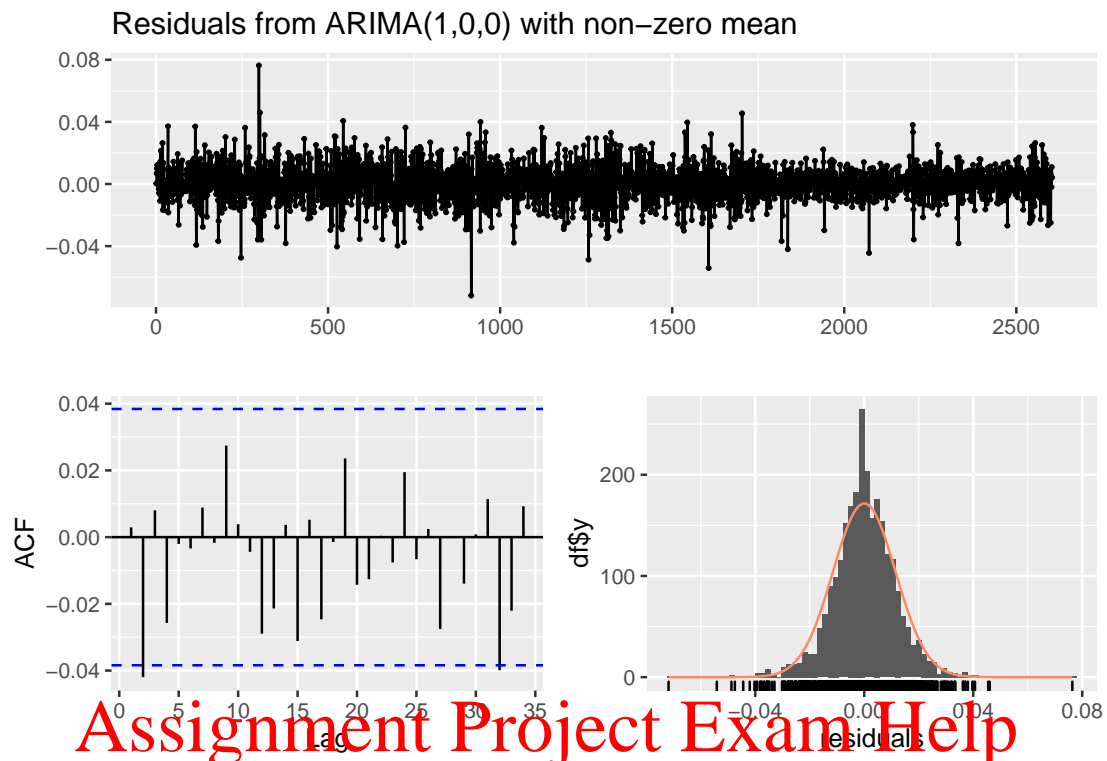 Residuals from ARIMA(1,0,0) with non−zero mean
0.08
0.04
0.00
−0.04
0 500 1000 1500 2000 2500
0.04
0.02
0.00
−0.02
−0.04
ACF
0 5 10 15 20 25 30 35
Lag
200
100
0
df$y
−0.04 0.00 0.04 0.08
residuals
Assignment Project Exam Help